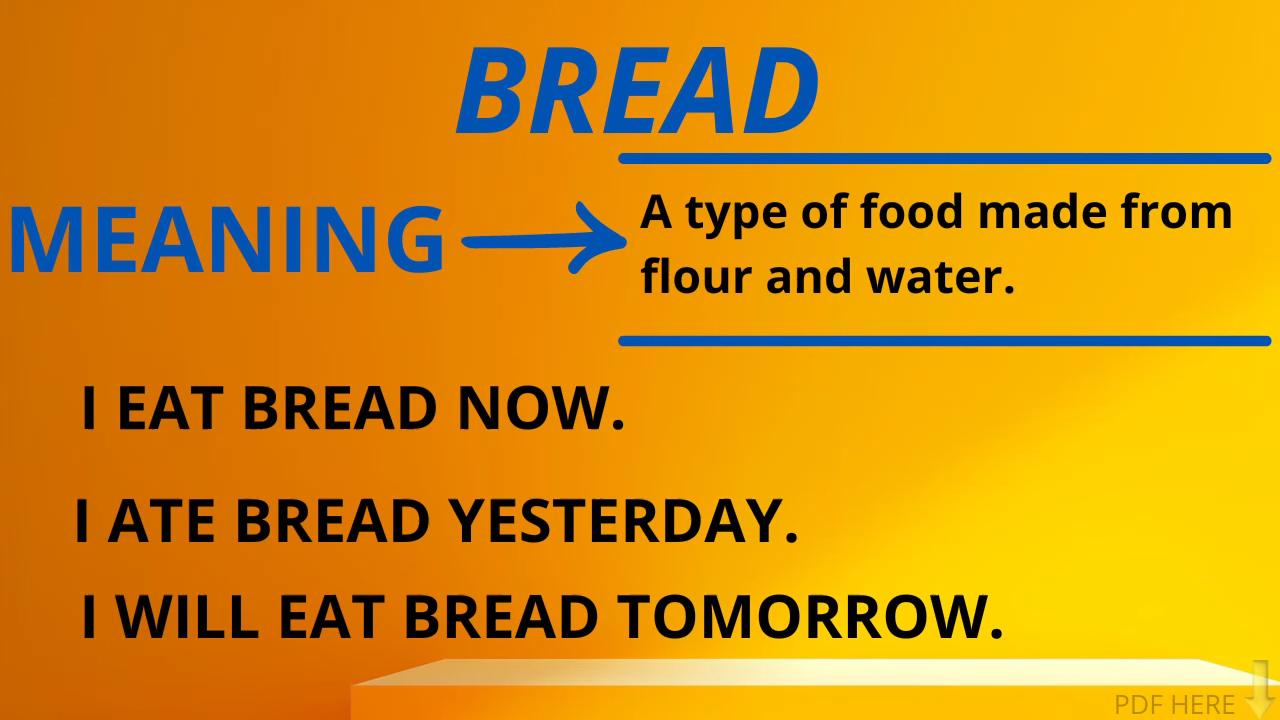 BREAD
MEANING
A type of food made from
flour and water.
I EAT BREAD NOW.
I ATE BREAD YESTERDAY.
I WILL EAT BREAD TOMORROW.
PDF HERE